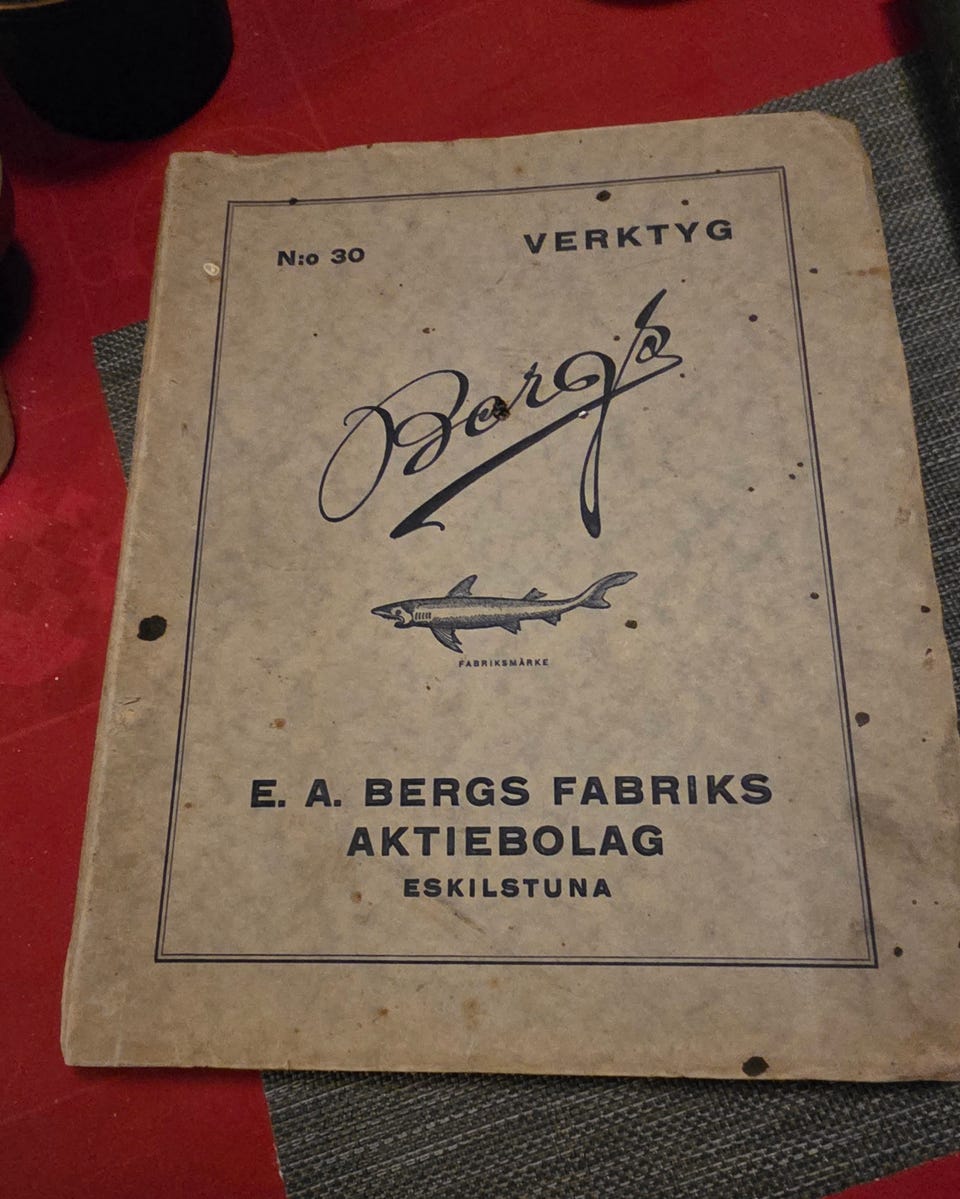 N:o 30
VERKTYG
Bergs
FABRIKSMÄRKE
E. A. BERGS FABRIKS
AKTIEBOLAG
ESKILSTUNA